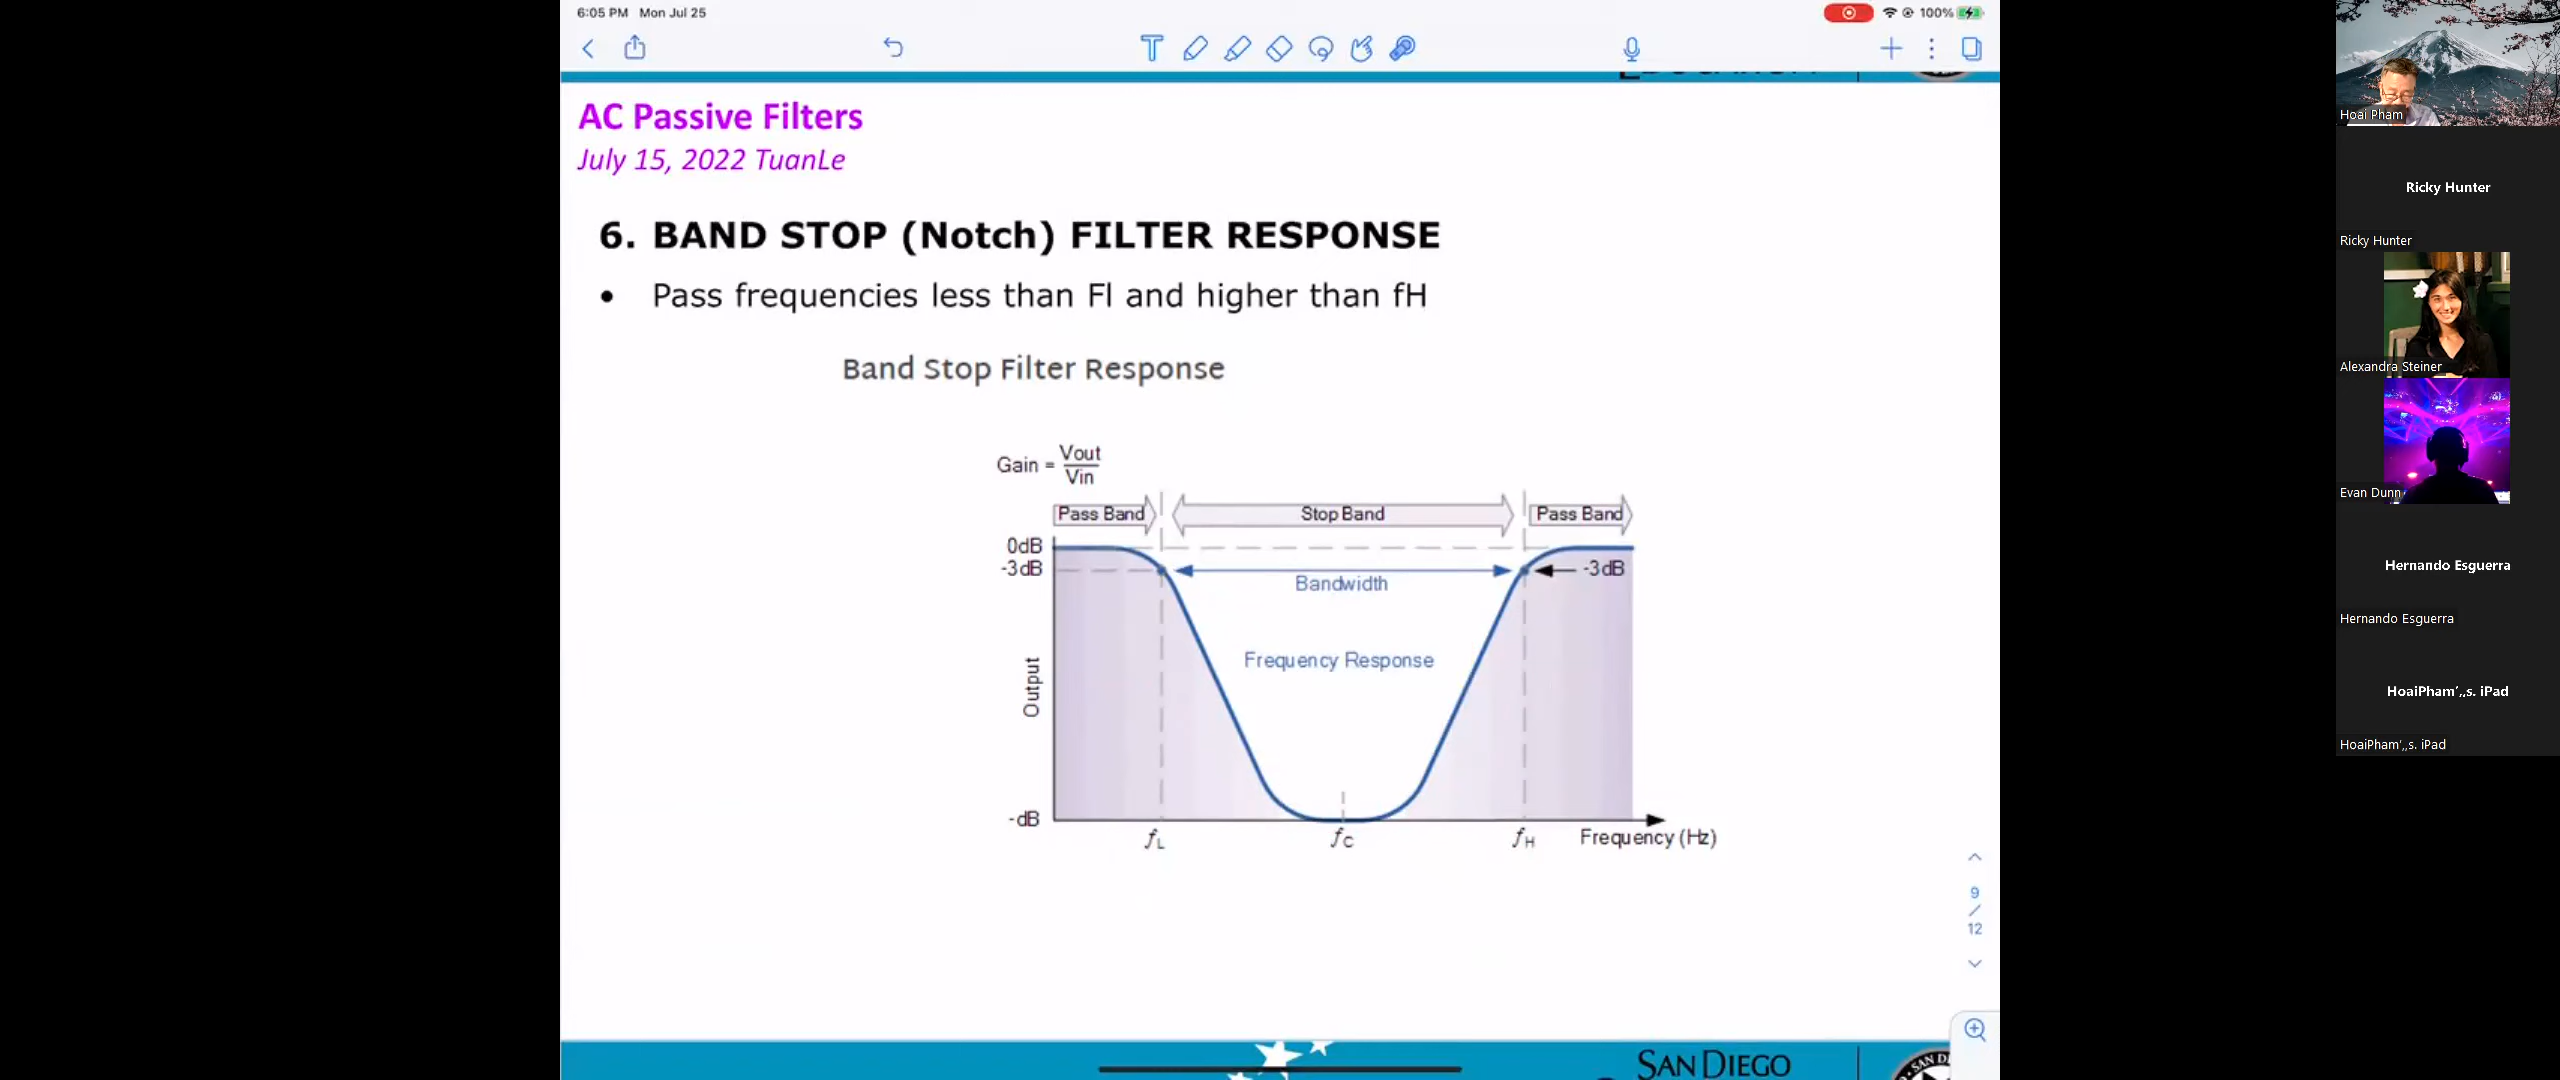 6:05 PM Mon Jul 25
100%
AC Passive Filters
July 15, 2022 TuanLe
6. BAND STOP (Notch) FILTER RESPONSE
• Pass frequencies less than Fl and higher than fH
Band Stop Filter Response
Gain = Vout
Vin
Pass Band
Stop Band
Pass Band
0dB
-3dB
Bandwidth
-3dB
Frequency Response
Output
-dB
fL
fC
fH
Frequency (Hz)
9
/
12
SAN DIEGO
Hoai Pham
Ricky Hunter
Ricky Hunter
Alexandra Steiner
Evan Dunn
Hernando Esguerra
Hernando Esguerra
HoaiPham’,,s. iPad
HoaiPham’,,s. iPad